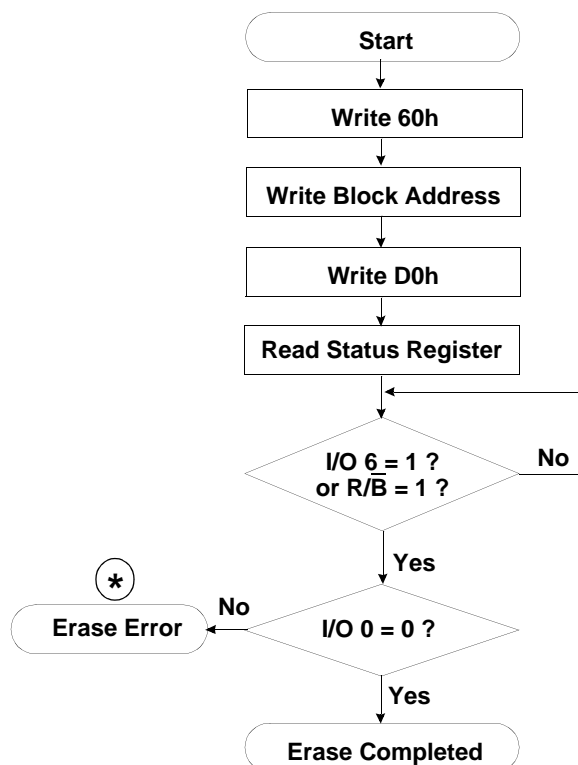 Start
Write 60h
Write Block Address
Write D0h
Read Status Register
I/O 6 = 1 ?
or R/B̅ = 1 ?
No
Yes
*
No
Erase Error
I/O 0 = 0 ?
Yes
Erase Completed